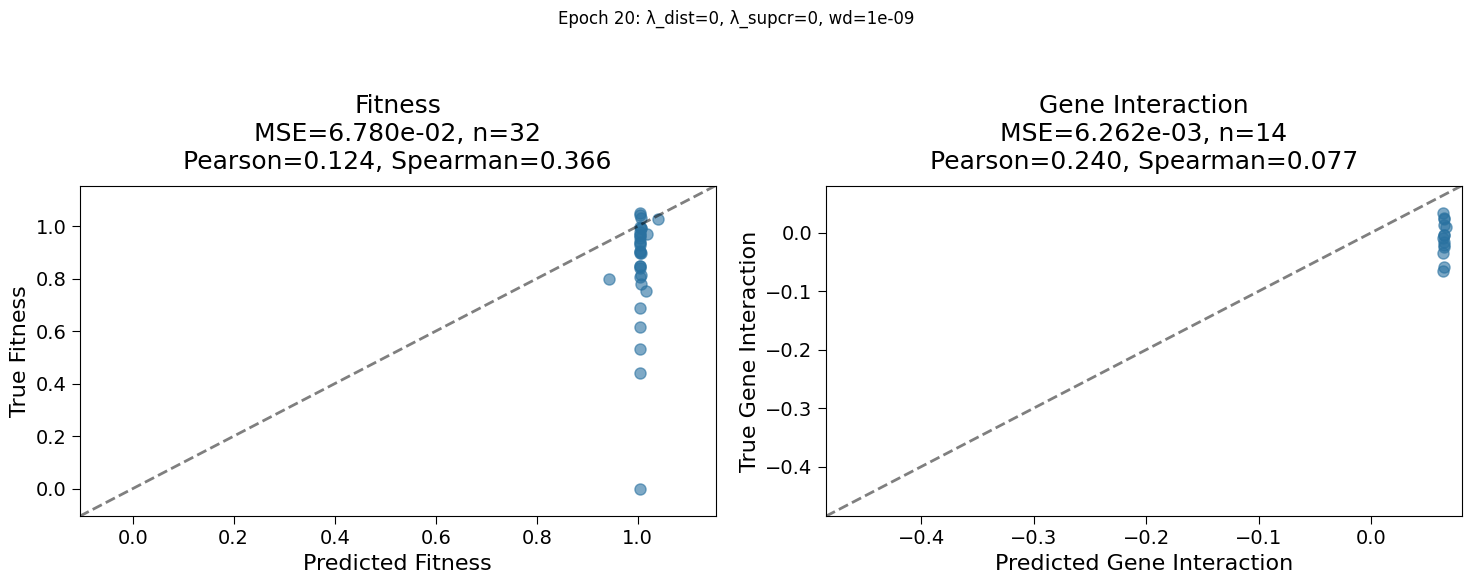 Epoch 20: λ_dist=0, λ_supcr=0, wd=1e-09
Fitness
MSE=6.780e-02, n=32
Pearson=0.124, Spearman=0.366
True Fitness
1.0
0.8
0.6
0.4
0.2
0.0
0.0 0.2 0.4 0.6 0.8 1.0
Predicted Fitness
Gene Interaction
MSE=6.262e-03, n=14
Pearson=0.240, Spearman=0.077
True Gene Interaction
0.0
−0.1
−0.2
−0.3
−0.4
−0.4 −0.3 −0.2 −0.1 0.0
Predicted Gene Interaction